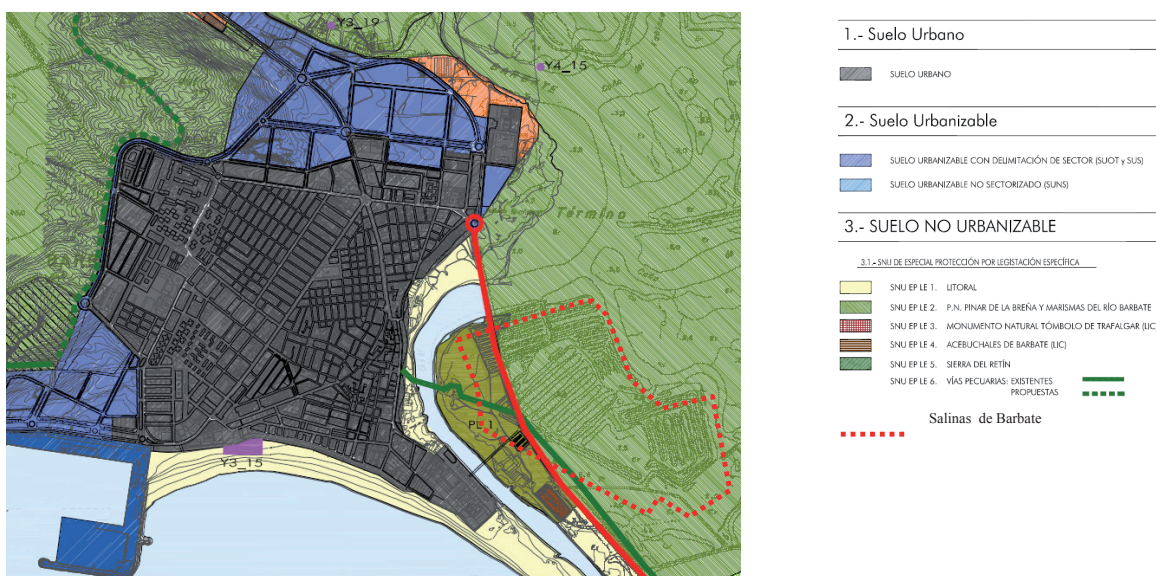 Y3_19
Y4_15
Término
PL_1
Y3_15
1.- Suelo Urbano
SUELO URBANO
2.- Suelo Urbanizable
SUELO URBANIZABLE CON DELIMITACIÓN DE SECTOR (SUOT y SUS)
SUELO URBANIZABLE NO SECTORIZADO (SUNS)
3.- SUELO NO URBANIZABLE
3.1.- SNU DE ESPECIAL PROTECCIÓN POR LEGISTACIÓN ESPECÍFICA
SNU EP LE 1. LITORAL
SNU EP LE 2. P.N. PINAR DE LA BREÑA Y MARISMAS DEL RÍO BARBATE
SNU EP LE 3. MONUMENTO NATURAL TÓMBOLO DE TRAFALGAR (LIC
SNU EP LE 4. ACEBUCHALES DE BARBATE (LIC)
SNU EP LE 5. SIERRA DEL RETÍN
SNU EP LE 6. VÍAS PECUARIAS: EXISTENTES
PROPUESTAS
Salinas de Barbate